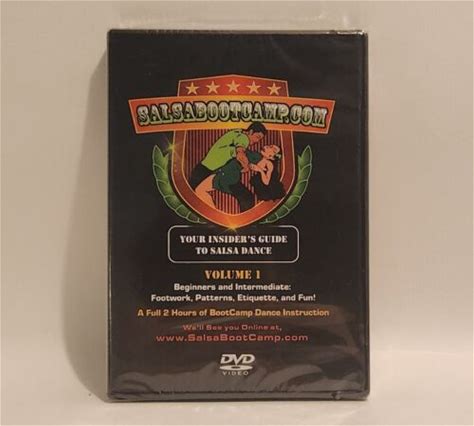 SALSABOOTCAMP.COM
YOUR INSIDER'S GUIDE
TO SALSA DANCE
VOLUME 1
Beginners and Intermediate:
Footwork, Patterns, Etiquette, and Fun!
A Full 2 Hours of BootCamp Dance Instruction
We'll See you Online at,
www.SalsaBootCamp.com
DVD
VIDEO